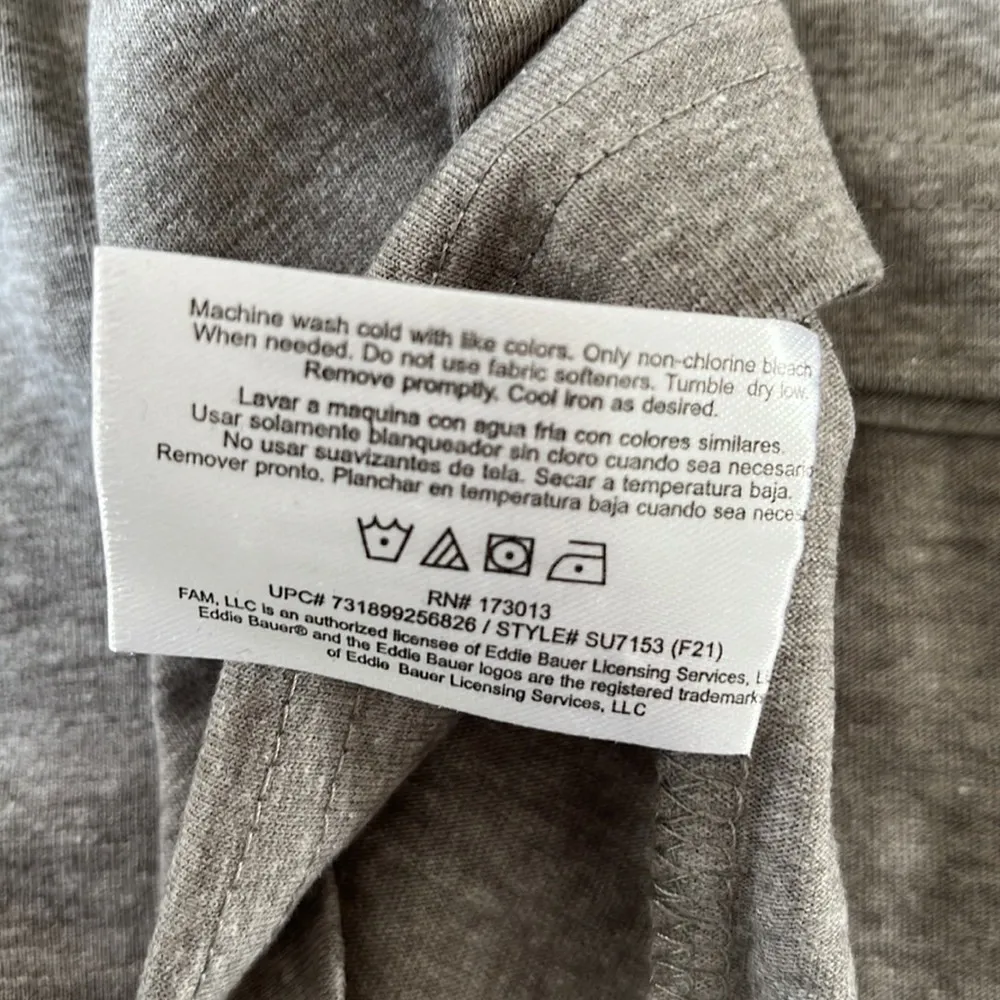 Machine wash cold with like colors. Only non-chlorine bleach
When needed. Do not use fabric softeners. Tumble dry low.
Remove promptly. Cool iron as desired.
Lavar a maquina con agua fria con colores similares.
Usar solamente blanqueador sin cloro cuando sea
No usar suavizantes de tela. Secar a temperatura baja.
Remover pronto. Planchar en temperatura baja cuando sea
RN# 173013
UPC# 731899256826 / STYLE# SU7153 (F21)
FAM, LLC is an authorized licensee of Eddie Bauer Licensing Services,
Eddie Bauer® and the Eddie Bauer logos are the registered
of Eddie Bauer Licensing Services, LLC